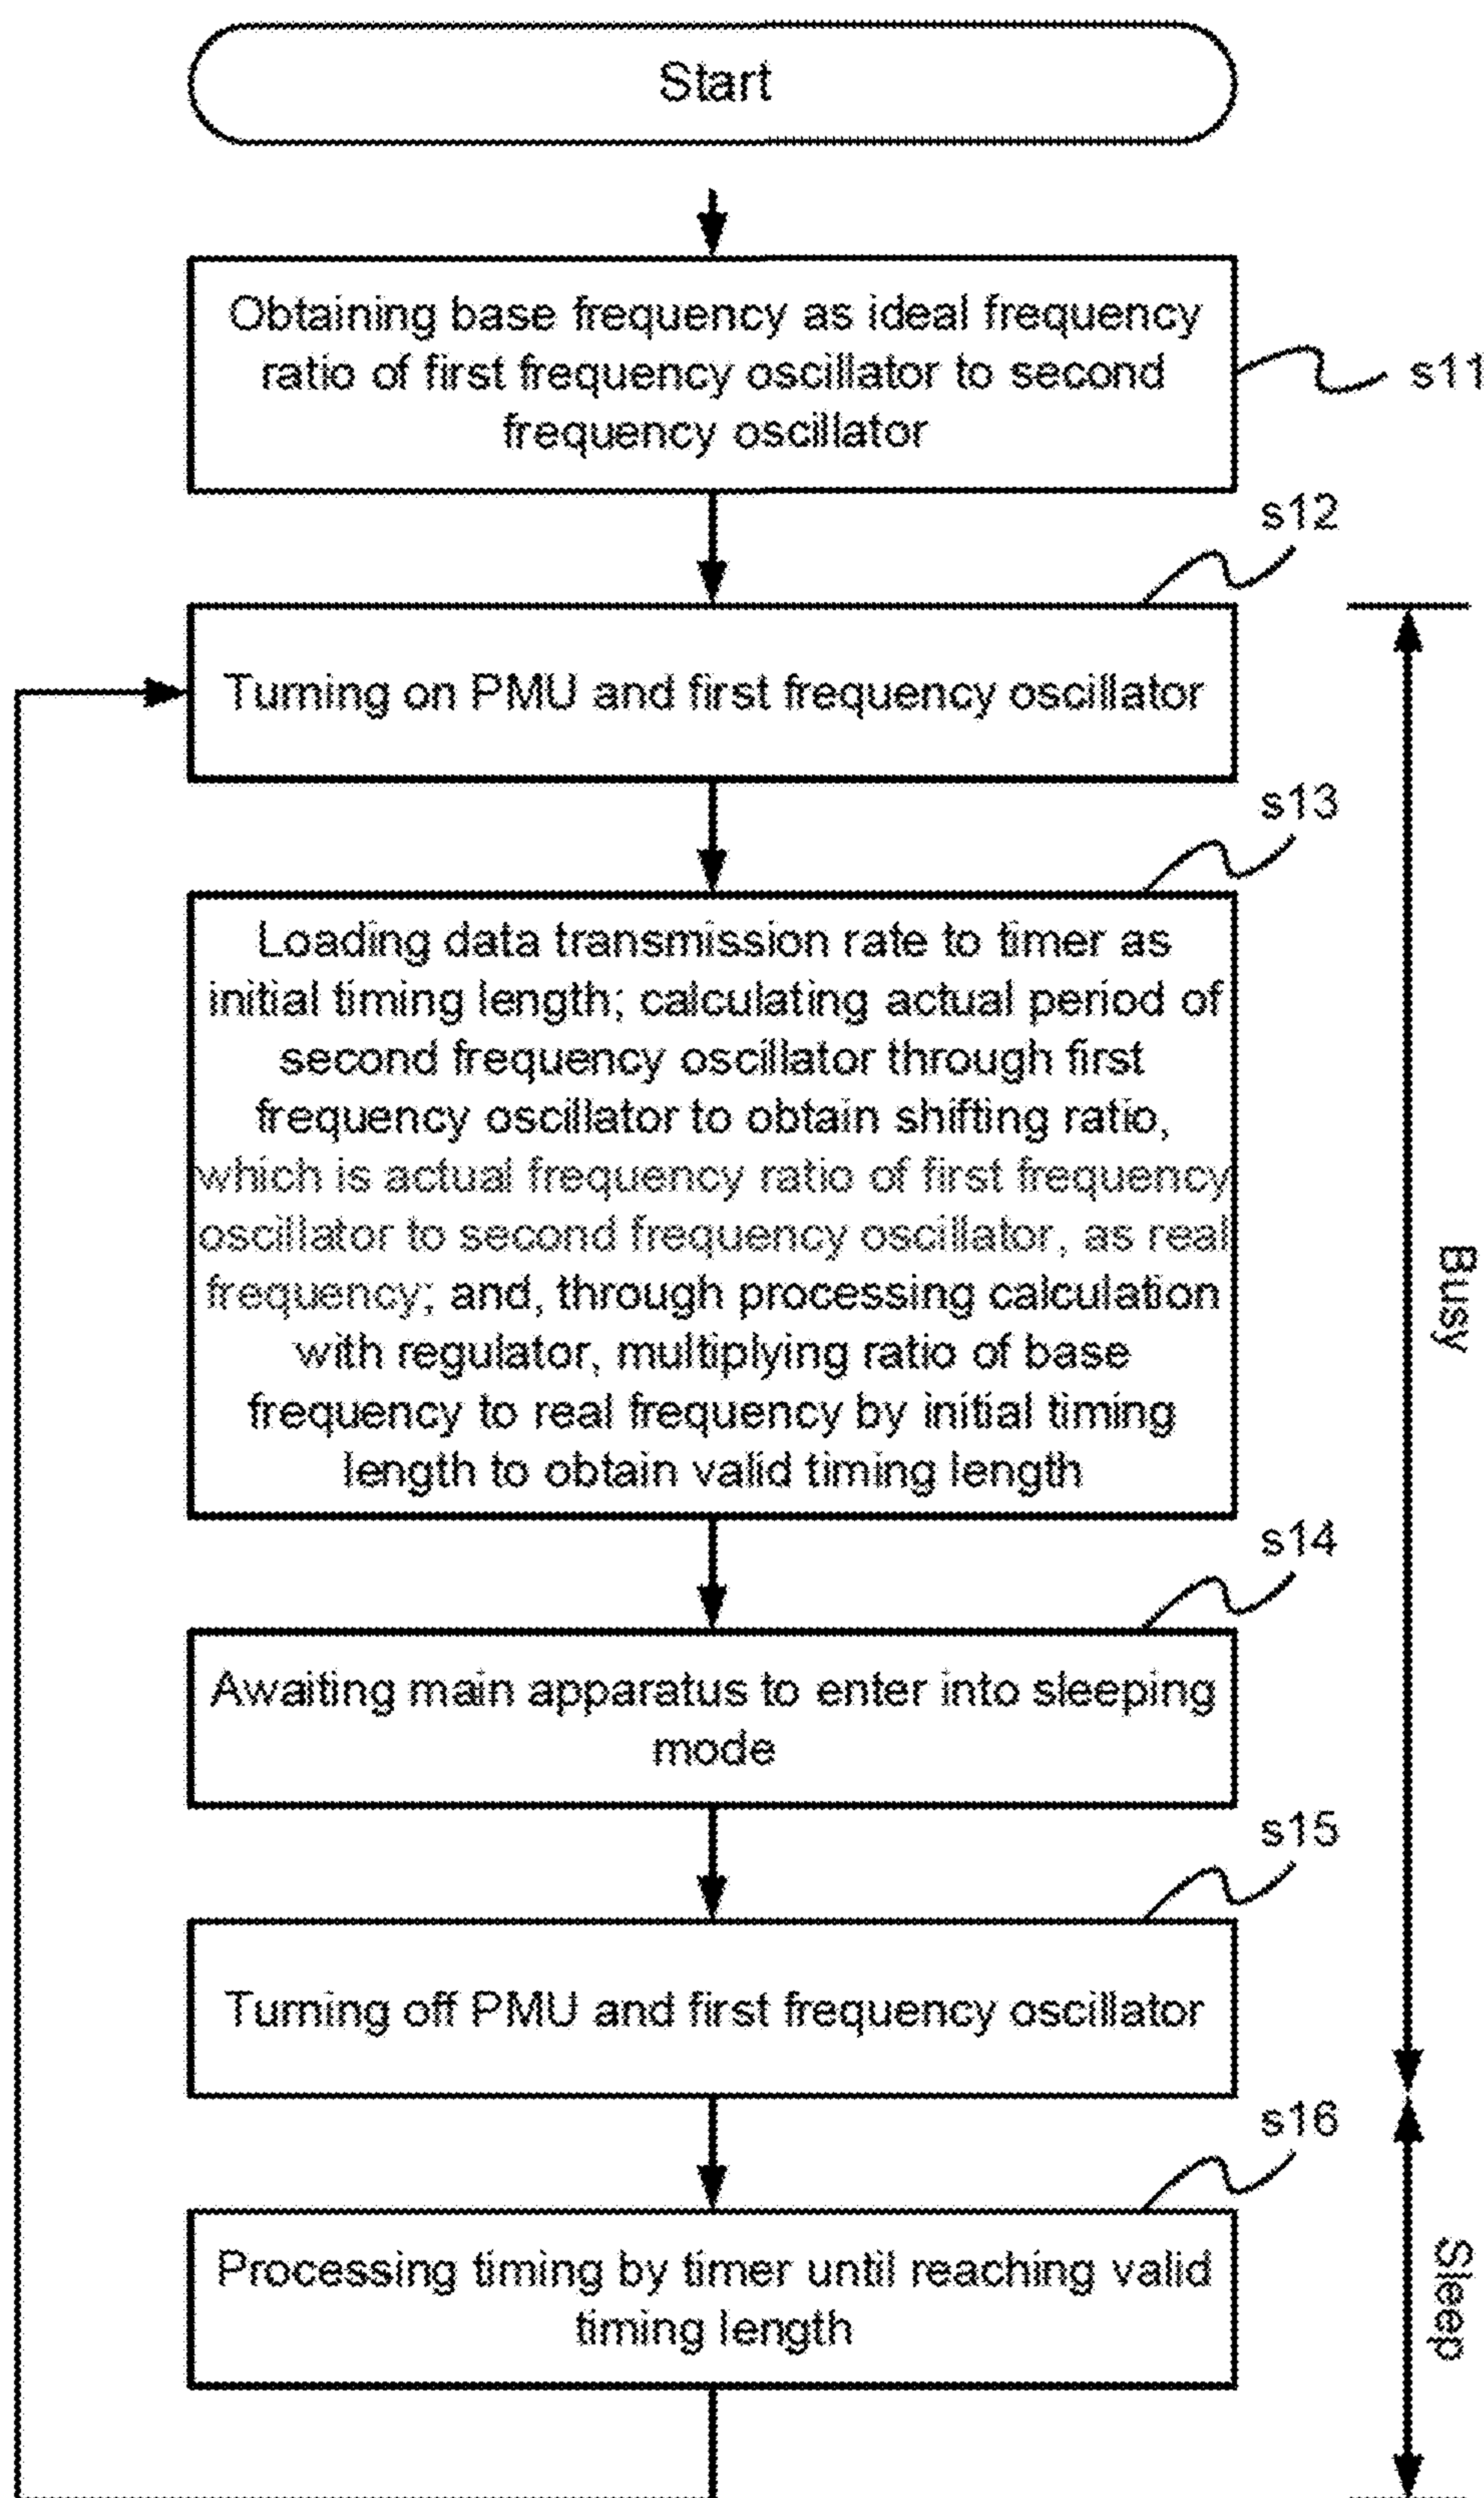 Start
Obtaining base frequency as ideal frequency
ratio of first frequency oscillator to second
frequency oscillator
s11
s12
Turning on PMU and first frequency oscillator
s13
Loading data transmission rate to timer as
initial timing length; calculating actual period of
second frequency oscillator through first
frequency oscillator to obtain shifting ratio,
which is actual frequency ratio of first frequency
oscillator to second frequency oscillator, as real
frequency; and, through processing calculation
with regulator, multiplying ratio of base
frequency to real frequency by initial timing
length to obtain valid timing length
Busy
s14
Awaiting main apparatus to enter into sleeping
mode
s15
Turning off PMU and first frequency oscillator
s16
Processing timing by timer until reaching valid
timing length
Sleep